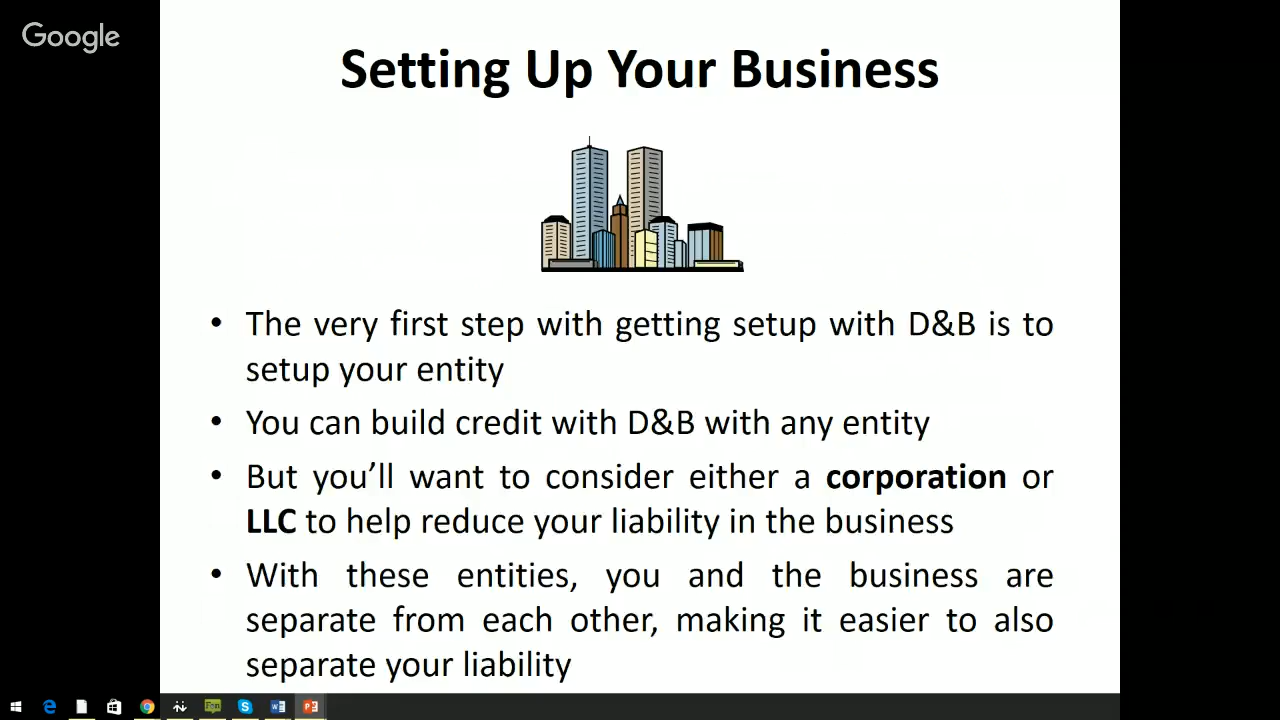 Google
Setting Up Your Business
• The very first step with getting setup with D&B is to
setup your entity
• You can build credit with D&B with any entity
• But you’ll want to consider either a corporation or
LLC to help reduce your liability in the business
• With these entities, you and the business are
separate from each other, making it easier to also
separate your liability